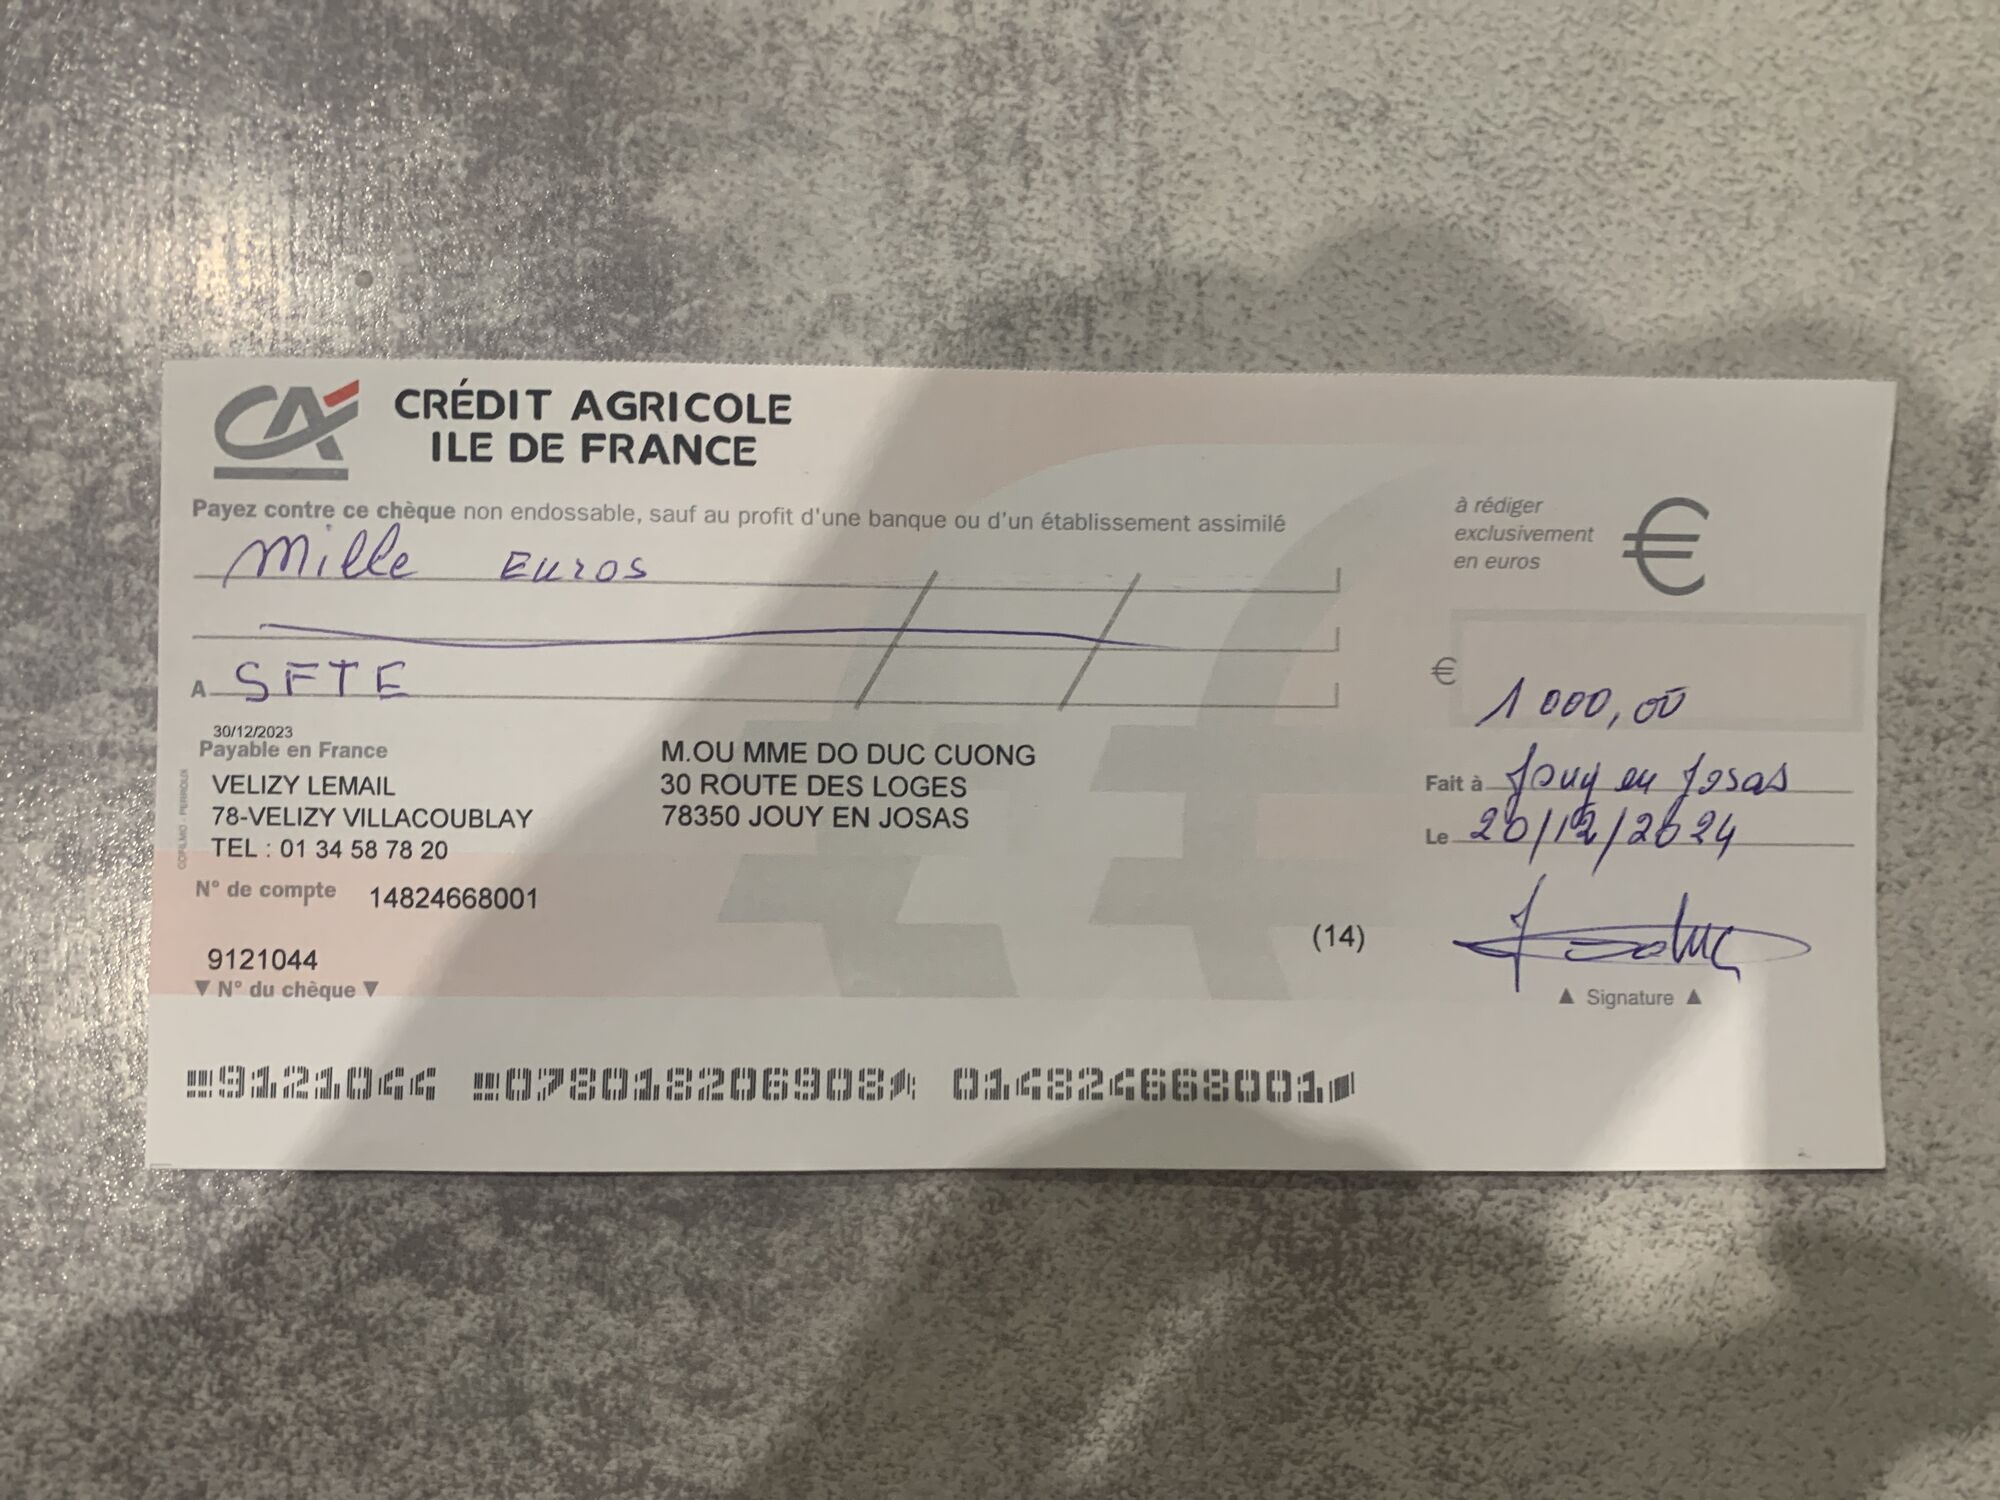 CRÉDIT AGRICOLE
ILE DE FRANCE
Payez contre ce chèque non endossable, sauf au profit d'une banque ou d'un établissement assimilé
à rédiger
exclusivement
en euros
€
Mille Euros
A SFTE
€ 1 000,00
30/12/2023
Payable en France
VELIZY LEMAIL
78-VELIZY VILLACOUBLAY
TEL : 01 34 58 78 20
M.OU MME DO DUC CUONG
30 ROUTE DES LOGES
78350 JOUY EN JOSAS
Fait à Jouy en Josas
Le 20/12/2024
N° de compte 14824668001
(14)
9121044
▼ N° du chèque ▼
▲ Signature ▲
9121044 078018206908 014824668001